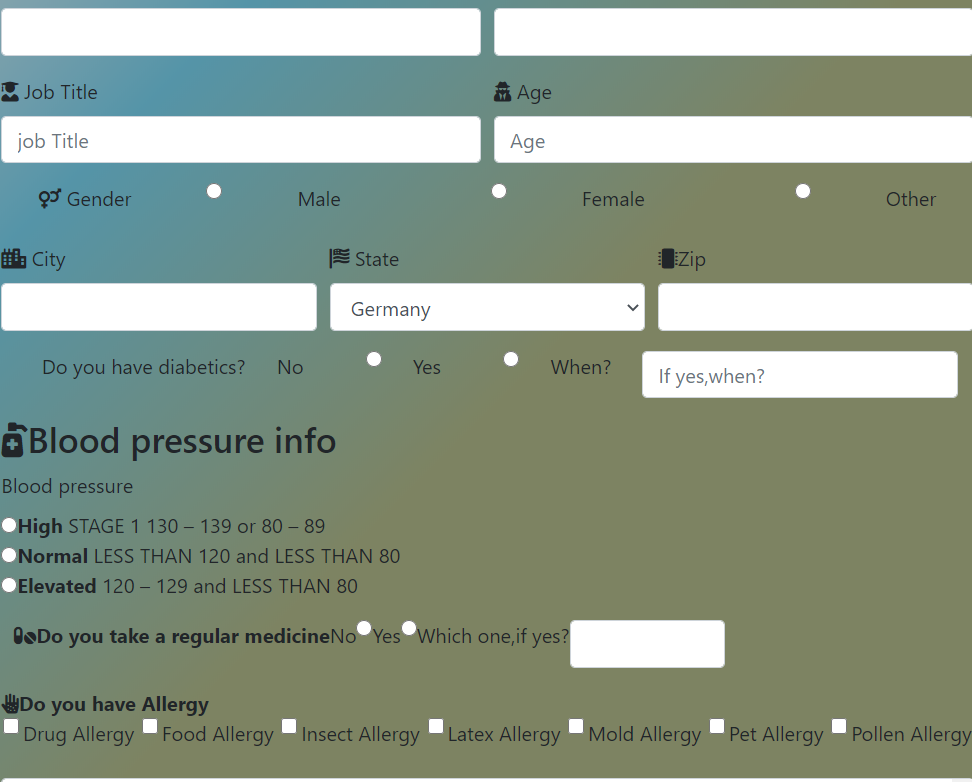 Job Title Age
job Title Age
Gender Male Female Other
City State Zip
Germany
Do you have diabetics? No Yes When? If yes,when?
Blood pressure info
Blood pressure
High STAGE 1 130 – 139 or 80 – 89
Normal LESS THAN 120 and LESS THAN 80
Elevated 120 – 129 and LESS THAN 80
Do you take a regular medicineNo Yes Which one,if yes?
Do you have Allergy
Drug Allergy Food Allergy Insect Allergy Latex Allergy Mold Allergy Pet Allergy Pollen Allergy